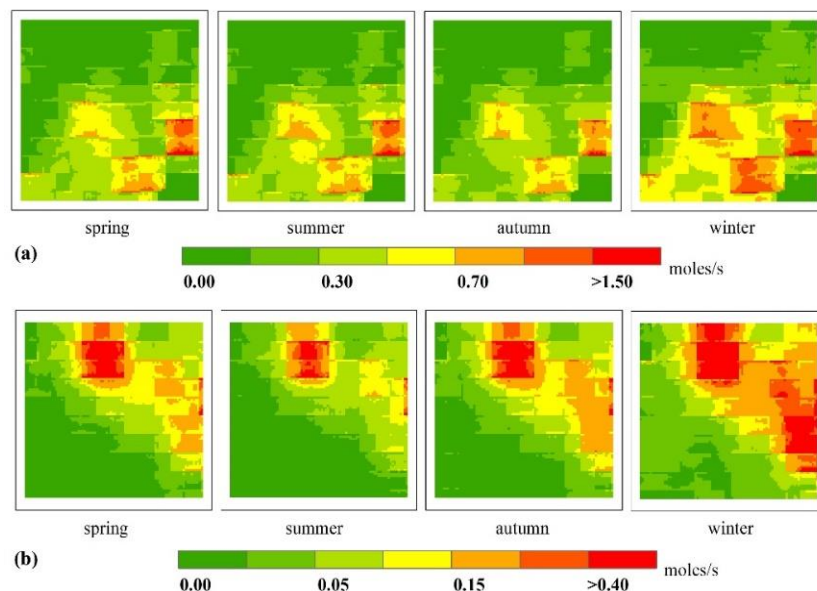 spring summer autumn winter
(a)
0.00 0.30 0.70 >1.50 moles/s
spring summer autumn winter
(b)
0.00 0.05 0.15 >0.40 moles/s